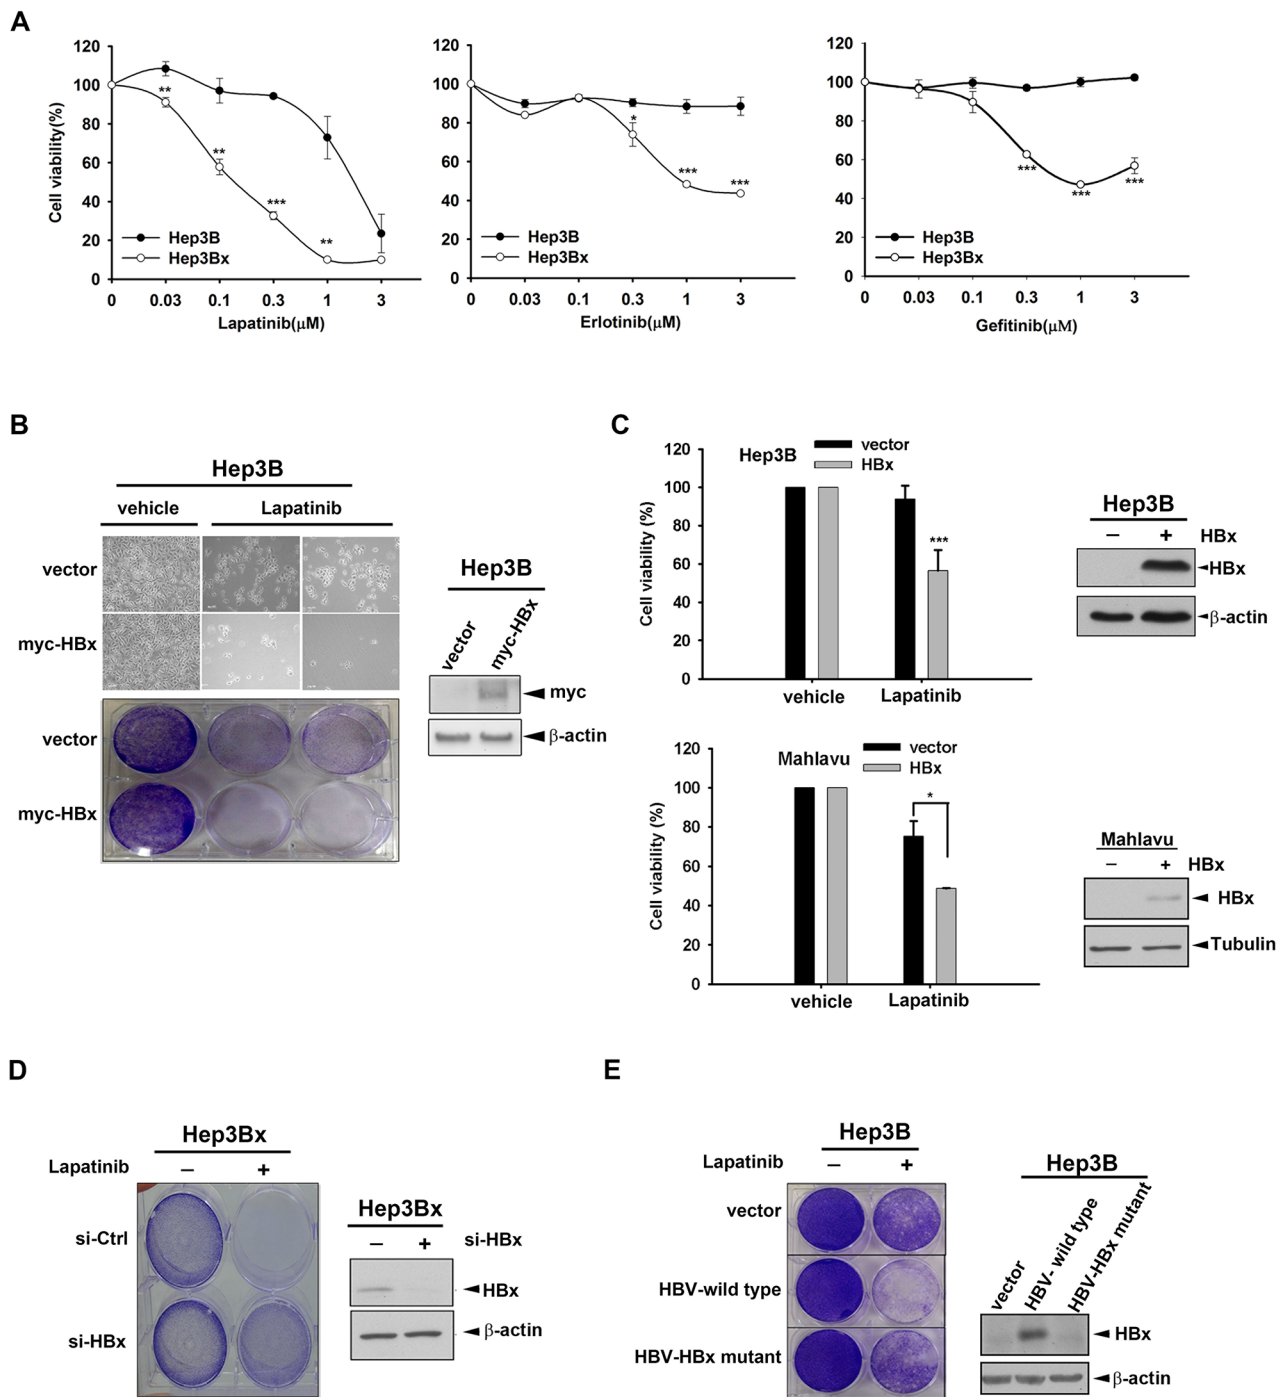 A
120
100
80
60
40
20
0
Cell viability(%)
**
**
***
**
Hep3B
Hep3Bx
0 0.03 0.1 0.3 1 3
Lapatinib(μM)
120
100
80
60
40
20
0
*
***
***
Hep3B
Hep3Bx
0 0.03 0.1 0.3 1 3
Erlotinib(μM)
120
100
80
60
40
20
0
***
***
***
Hep3B
Hep3Bx
0 0.03 0.1 0.3 1 3
Gefitinib(μM)
B
Hep3B
vehicle Lapatinib
vector
myc-HBx
vector
myc-HBx
Hep3B
vector
myc-HBx
myc
β-actin
C
120
100
80
60
40
20
0
Cell viability (%)
Hep3B
vector
HBx
***
vehicle Lapatinib
Hep3B
– + HBx
HBx
β-actin
120
100
80
60
40
20
0
Cell viability (%)
Mahlavu
vector
HBx
*
vehicle Lapatinib
Mahlavu
– + HBx
HBx
Tubulin
D
Hep3Bx
Lapatinib – +
si-Ctrl
si-HBx
Hep3Bx
– + si-HBx
HBx
β-actin
E
Hep3B
Lapatinib – +
vector
HBV-wild type
HBV-HBx mutant
Hep3B
vector
HBV- wild type
HBV-HBx mutant
HBx
β-actin